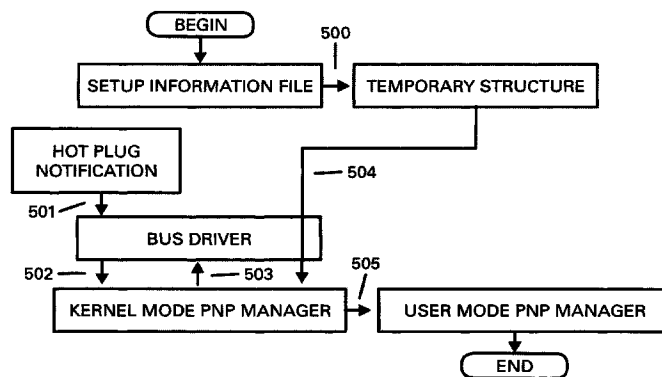 BEGIN
500
SETUP INFORMATION FILE
TEMPORARY STRUCTURE
HOT PLUG
NOTIFICATION
504
501
BUS DRIVER
502
503
505
KERNEL MODE PNP MANAGER
USER MODE PNP MANAGER
END